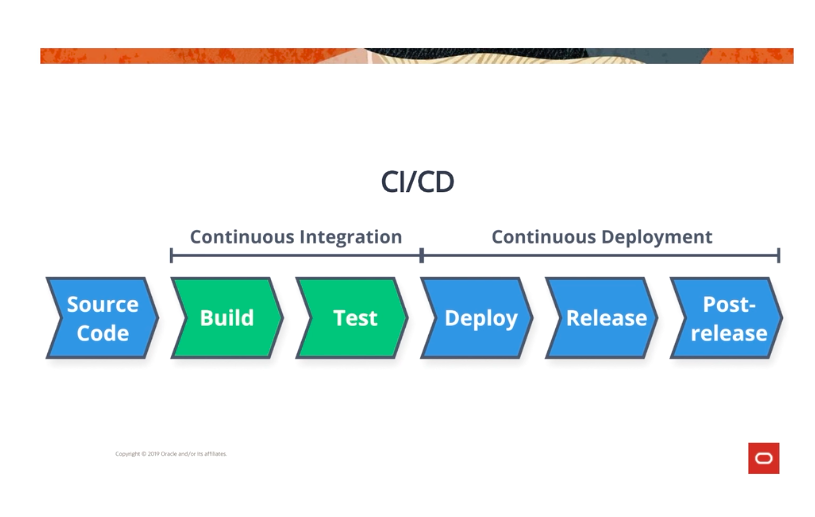 CI/CD
Continuous Integration
Continuous Deployment
Source
Code
Build
Test
Deploy
Release
Post-
release
Copyright © 2019 Oracle and/or its affiliates.